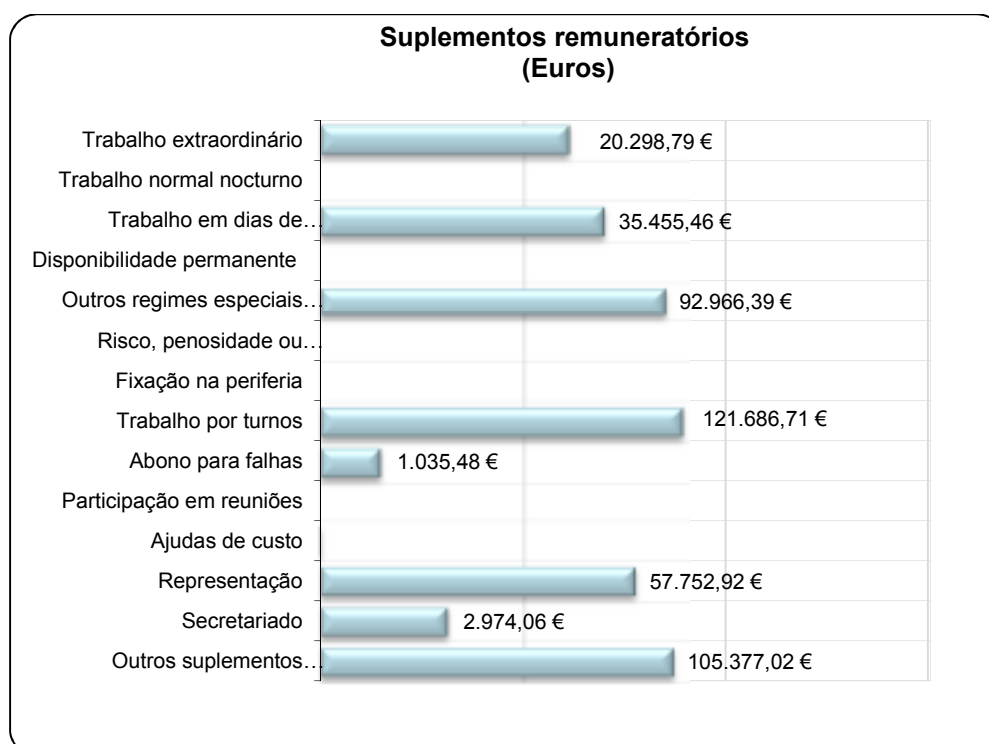 Suplementos remuneratórios
(Euros)
Trabalho extraordinário 20.298,79 €
Trabalho normal nocturno
Trabalho em dias de... 35.455,46 €
Disponibilidade permanente
Outros regimes especiais... 92.966,39 €
Risco, penosidade ou...
Fixação na periferia
Trabalho por turnos 121.686,71 €
Abono para falhas 1.035,48 €
Participação em reuniões
Ajudas de custo
Representação 57.752,92 €
Secretariado 2.974,06 €
Outros suplementos... 105.377,02 €